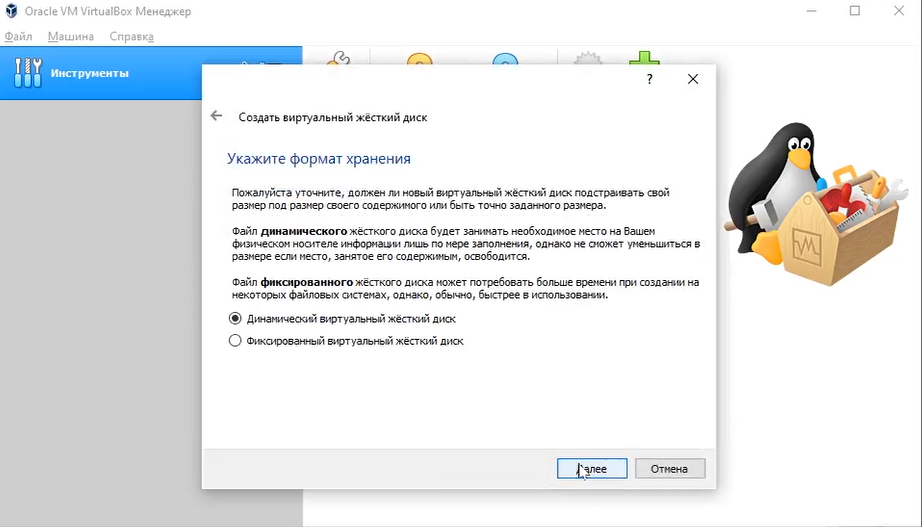 Oracle VM VirtualBox Менеджер
Файл Машина Справка
Инструменты
?
Создать виртуальный жёсткий диск
Укажите формат хранения
Пожалуйста уточните, должен ли новый виртуальный жёсткий диск подстраивать свой
размер под размер своего содержимого или быть точно заданного размера.
Файл динамического жёсткого диска будет занимать необходимое место на Вашем
физическом носителе информации лишь по мере заполнения, однако не сможет уменьшиться в
размере если место, занятое его содержимым, освободится.
Файл фиксированного жёсткого диска может потребовать больше времени при создании на
некоторых файловых системах, однако, обычно, быстрее в использовании.
Динамический виртуальный жёсткий диск
Фиксированный виртуальный жёсткий диск
Далее Отмена